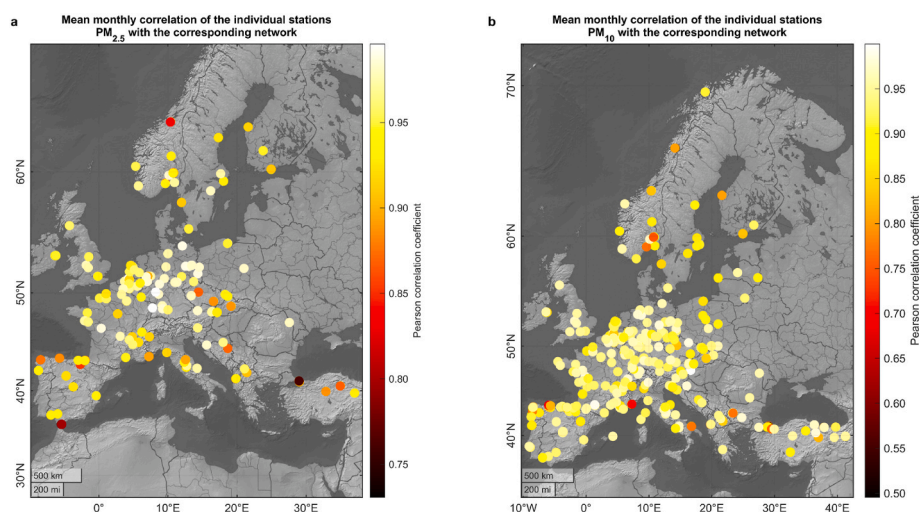 a
Mean monthly correlation of the individual stations
PM2.5 with the corresponding network
60°N
50°N
40°N
30°N
500 km
200 mi
0°
10°E
20°E
30°E
0.95
0.90
0.85
0.80
0.75
Pearson correlation coefficient
b
Mean monthly correlation of the individual stations
PM10 with the corresponding network
70°N
60°N
50°N
40°N
500 km
200 mi
10°W
0°
10°E
20°E
30°E
40°E
0.95
0.90
0.85
0.80
0.75
0.70
0.65
0.60
0.55
0.50
Pearson correlation coefficient